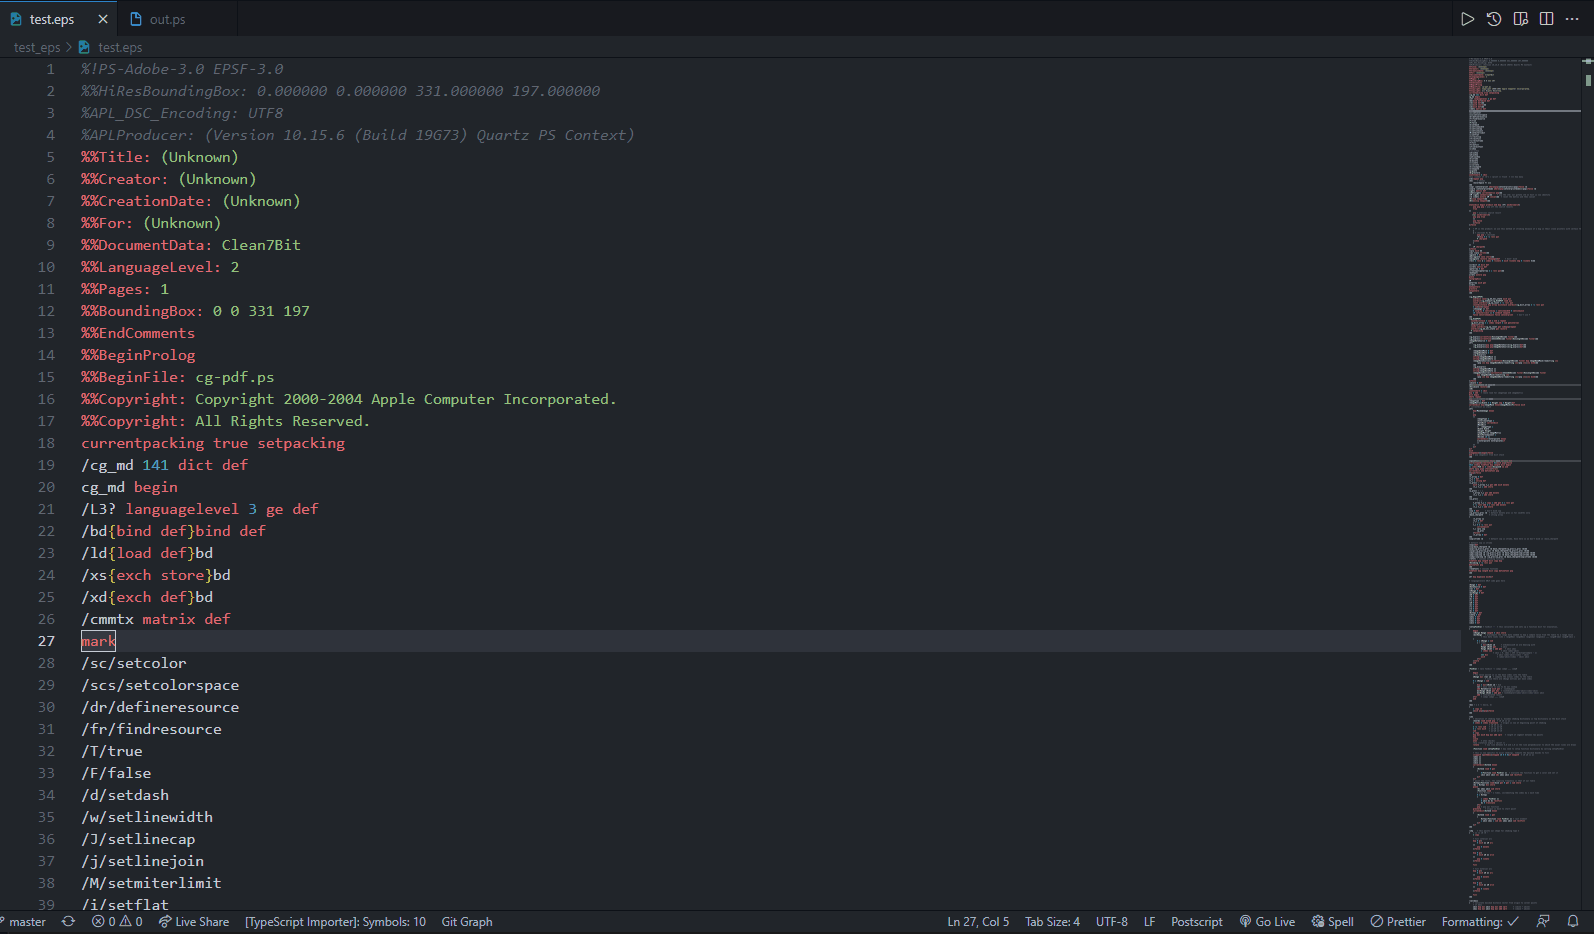 test.eps
out.ps
test_eps > test.eps
1 %!PS-Adobe-3.0 EPSF-3.0
2 %%HiResBoundingBox: 0.000000 0.000000 331.000000 197.000000
3 %APL_DSC_Encoding: UTF8
4 %APLProducer: (Version 10.15.6 (Build 19G73) Quartz PS Context)
5 %%Title: (Unknown)
6 %%Creator: (Unknown)
7 %%CreationDate: (Unknown)
8 %%For: (Unknown)
9 %%DocumentData: Clean7Bit
10 %%LanguageLevel: 2
11 %%Pages: 1
12 %%BoundingBox: 0 0 331 197
13 %%EndComments
14 %%BeginProlog
15 %%BeginFile: cg-pdf.ps
16 %%Copyright: Copyright 2000-2004 Apple Computer Incorporated.
17 %%Copyright: All Rights Reserved.
18 currentpacking true setpacking
19 /cg_md 141 dict def
20 cg_md begin
21 /L3? languagelevel 3 ge def
22 /bd{bind def}bind def
23 /ld{load def}bd
24 /xs{exch store}bd
25 /xd{exch def}bd
26 /cmmtx matrix def
27 mark
28 /sc/setcolor
29 /scs/setcolorspace
30 /dr/defineresource
31 /fr/findresource
32 /T/true
33 /F/false
34 /d/setdash
35 /w/setlinewidth
36 /J/setlinecap
37 /j/setlinejoin
38 /M/setmiterlimit
39 /i/setflat
master 0 0 Live Share [TypeScript Importer]: Symbols: 10 Git Graph Ln 27, Col 5 Tab Size: 4 UTF-8 LF Postscript Go Live Spell Prettier Formatting: ✓